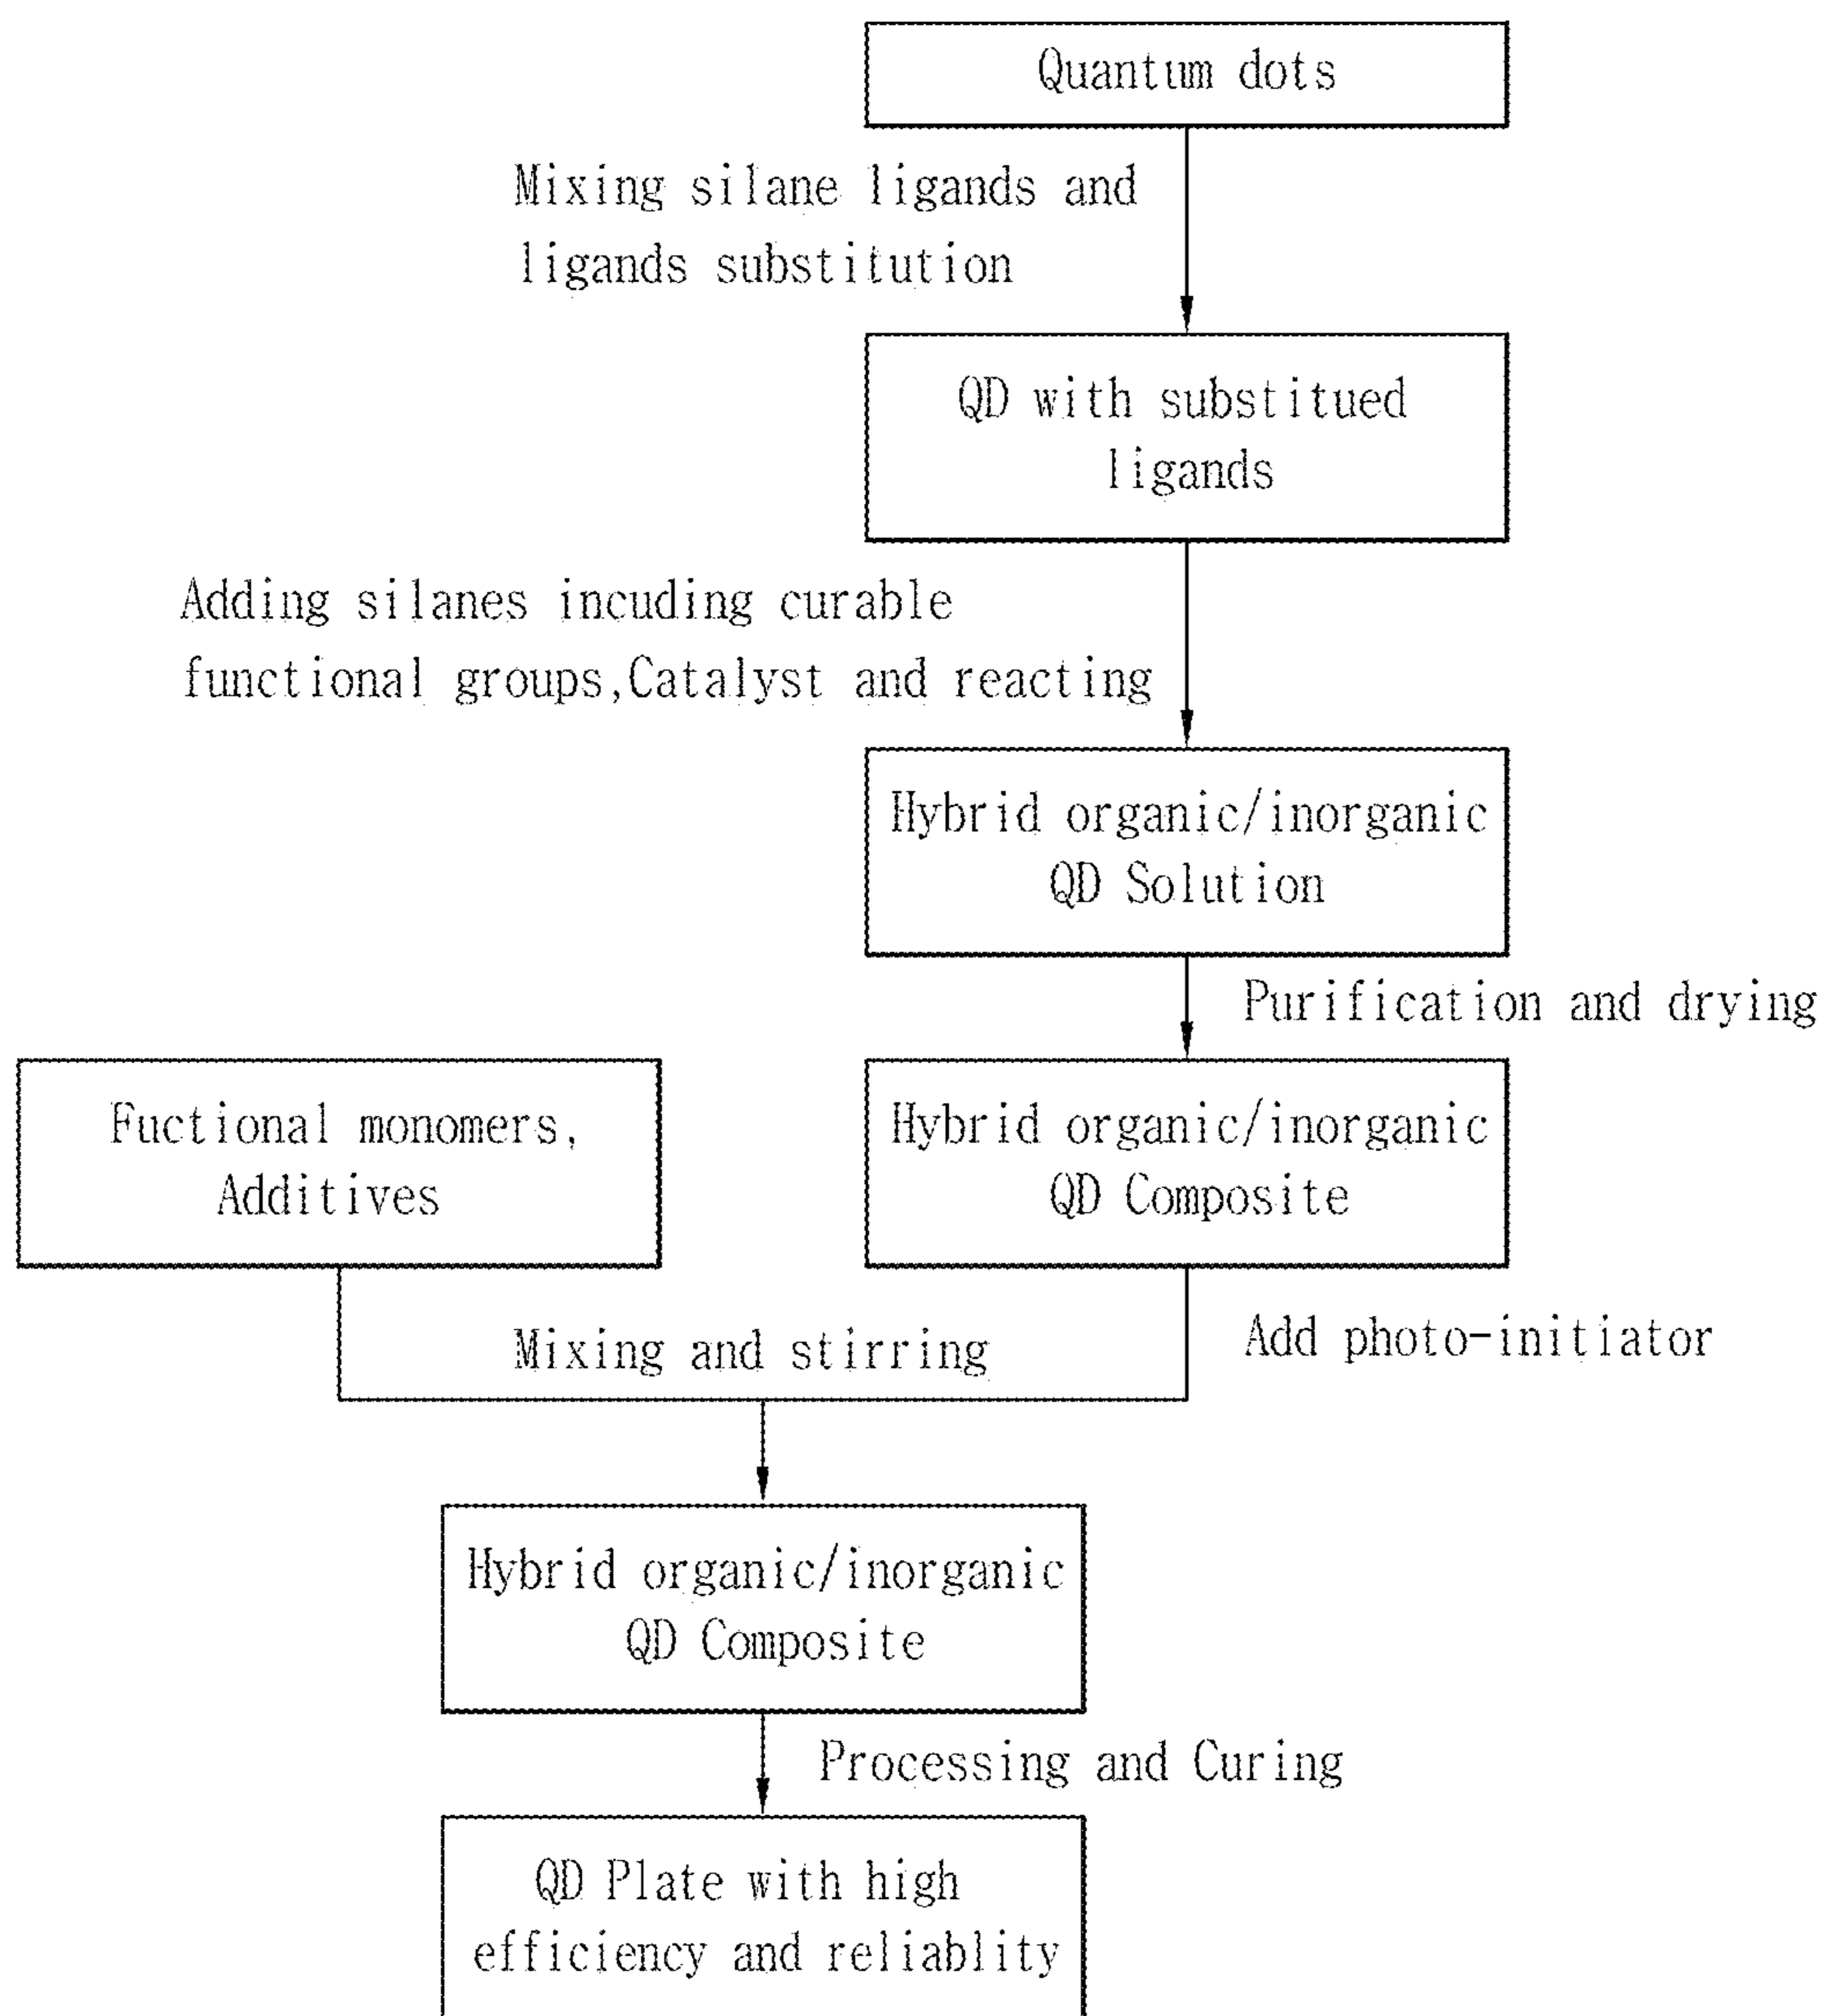 Quantum dots
Mixing silane ligands and
ligands substitution
QD with substitued
ligands
Adding silanes incuding curable
functional groups,Catalyst and reacting
Hybrid organic/inorganic
QD Solution
Purification and drying
Fuctional monomers,
Additives
Hybrid organic/inorganic
QD Composite
Mixing and stirring
Add photo-initiator
Hybrid organic/inorganic
QD Composite
Processing and Curing
QD Plate with high
efficiency and reliablity